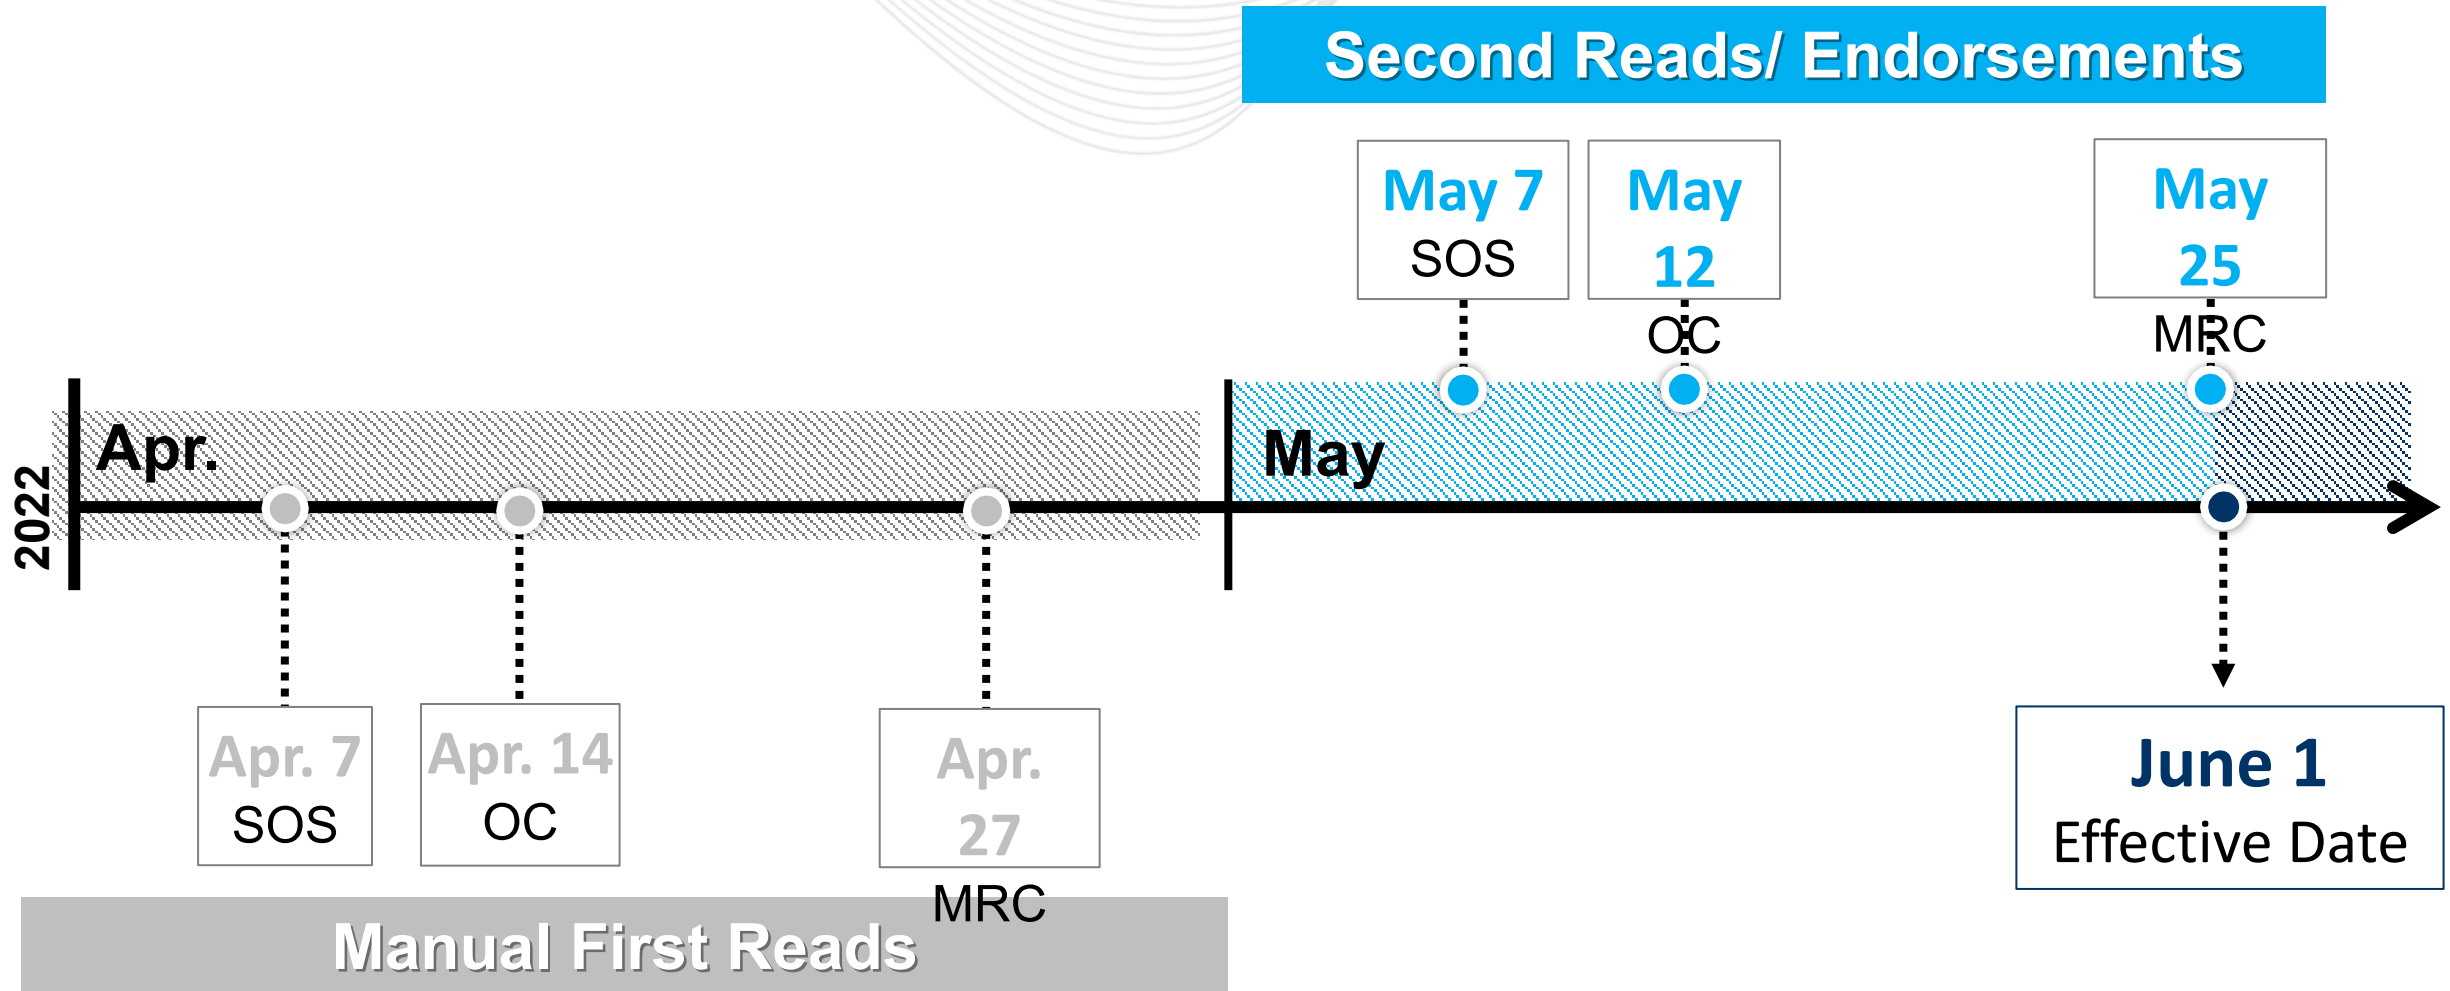 Second Reads/ Endorsements
May 7
SOS
May
12
OC
May
25
MRC
2022
Apr.
May
Apr. 7
SOS
Apr. 14
OC
Apr.
27
MRC
June 1
Effective Date
Manual First Reads